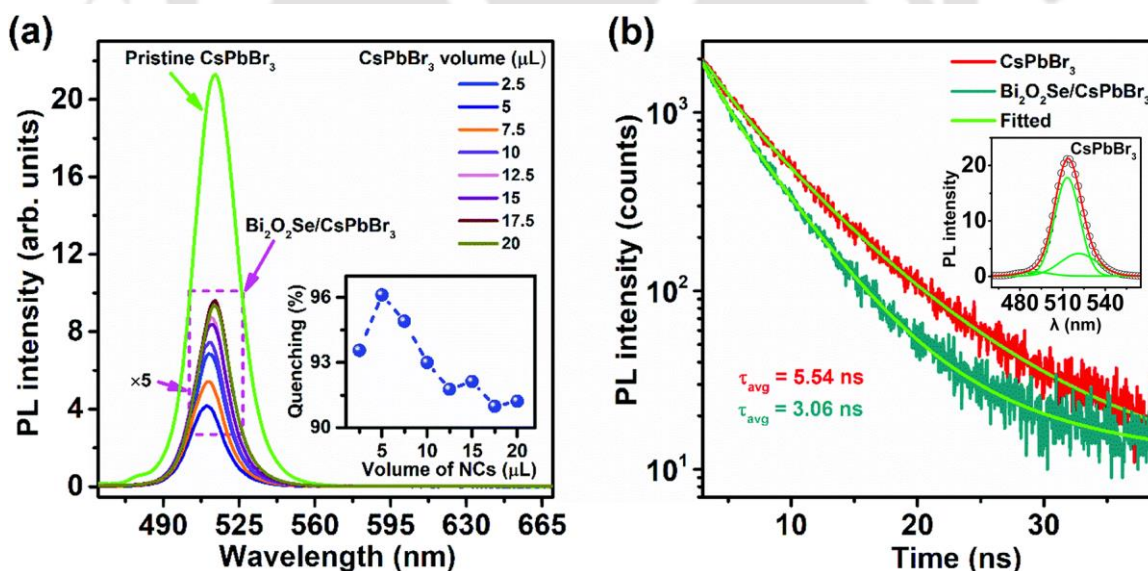 (a)
Pristine CsPbBr₃
CsPbBr₃ volume (μL)
2.5
5
7.5
10
12.5
15
17.5
20
Bi₂O₂Se/CsPbBr₃
×5
PL intensity (arb. units)
20
16
12
8
4
0
490
525
560
595
630
665
Wavelength (nm)
Quenching (%)
96
93
90
5
10
15
20
Volume of NCs (μL)
(b)
CsPbBr₃
Bi₂O₂Se/CsPbBr₃
Fitted
PL intensity (counts)
10³
10²
10¹
10
20
30
Time (ns)
τavg = 5.54 ns
τavg = 3.06 ns
CsPbBr₃
PL intensity
20
10
0
480
510
540
λ (nm)